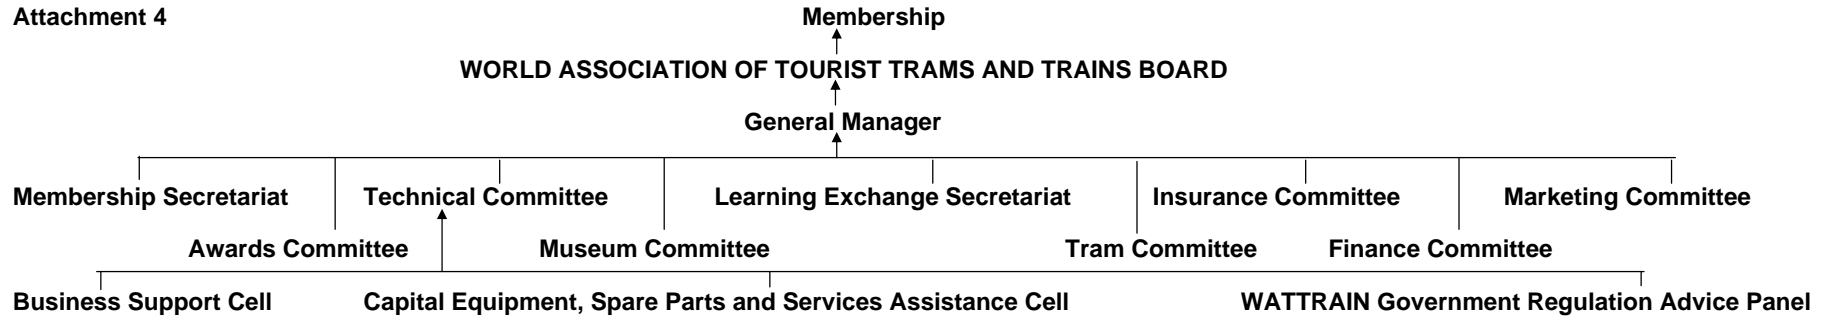 Attachment 4 Membership
WORLD ASSOCIATION OF TOURIST TRAMS AND TRAINS BOARD
General Manager
Membership Secretariat Technical Committee Learning Exchange Secretariat Insurance Committee Marketing Committee
Awards Committee Museum Committee Tram Committee Finance Committee
Business Support Cell Capital Equipment, Spare Parts and Services Assistance Cell WATTRAIN Government Regulation Advice Panel